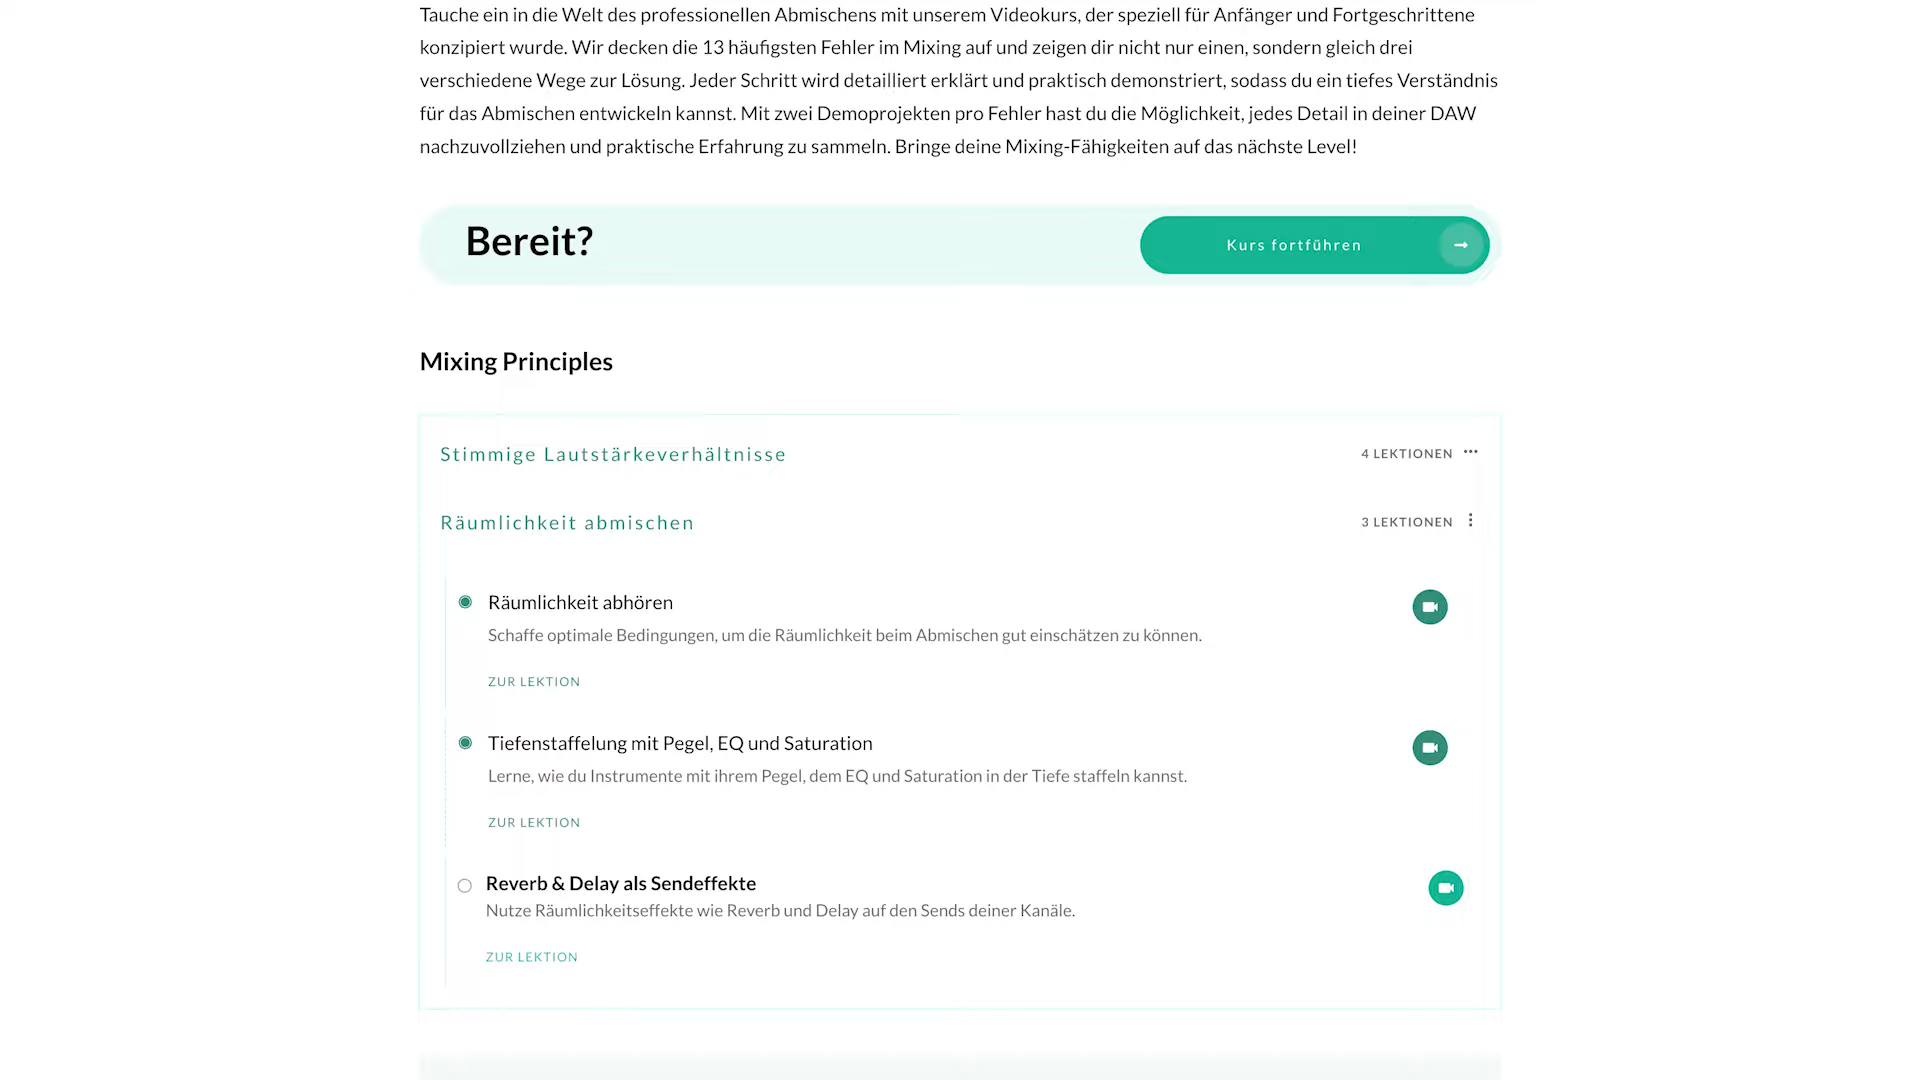 Tauche ein in die Welt des professionellen Abmischens mit unserem Videokurs, der speziell für Anfänger und Fortgeschrittene
konzipiert wurde. Wir decken die 13 häufigsten Fehler im Mixing auf und zeigen dir nicht nur einen, sondern gleich drei
verschiedene Wege zur Lösung. Jeder Schritt wird detailliert erklärt und praktisch demonstriert, sodass du ein tiefes Verständnis
für das Abmischen entwickeln kannst. Mit zwei Demoprojekten pro Fehler hast du die Möglichkeit, jedes Detail in deiner DAW
nachzuvollziehen und praktische Erfahrung zu sammeln. Bringe deine Mixing-Fähigkeiten auf das nächste Level!
Bereit?
Kurs fortführen
Mixing Principles
Stimmige Lautstärkeverhältnisse
4 LEKTIONEN
Räumlichkeit abmischen
3 LEKTIONEN
Räumlichkeit abhören
Schaffe optimale Bedingungen, um die Räumlichkeit beim Abmischen gut einschätzen zu können.
ZUR LEKTION
Tiefenstaffelung mit Pegel, EQ und Saturation
Lerne, wie du Instrumente mit ihrem Pegel, dem EQ und Saturation in der Tiefe staffeln kannst.
ZUR LEKTION
Reverb & Delay als Sendeffekte
Nutze Räumlichkeitseffekte wie Reverb und Delay auf den Sends deiner Kanäle.
ZUR LEKTION